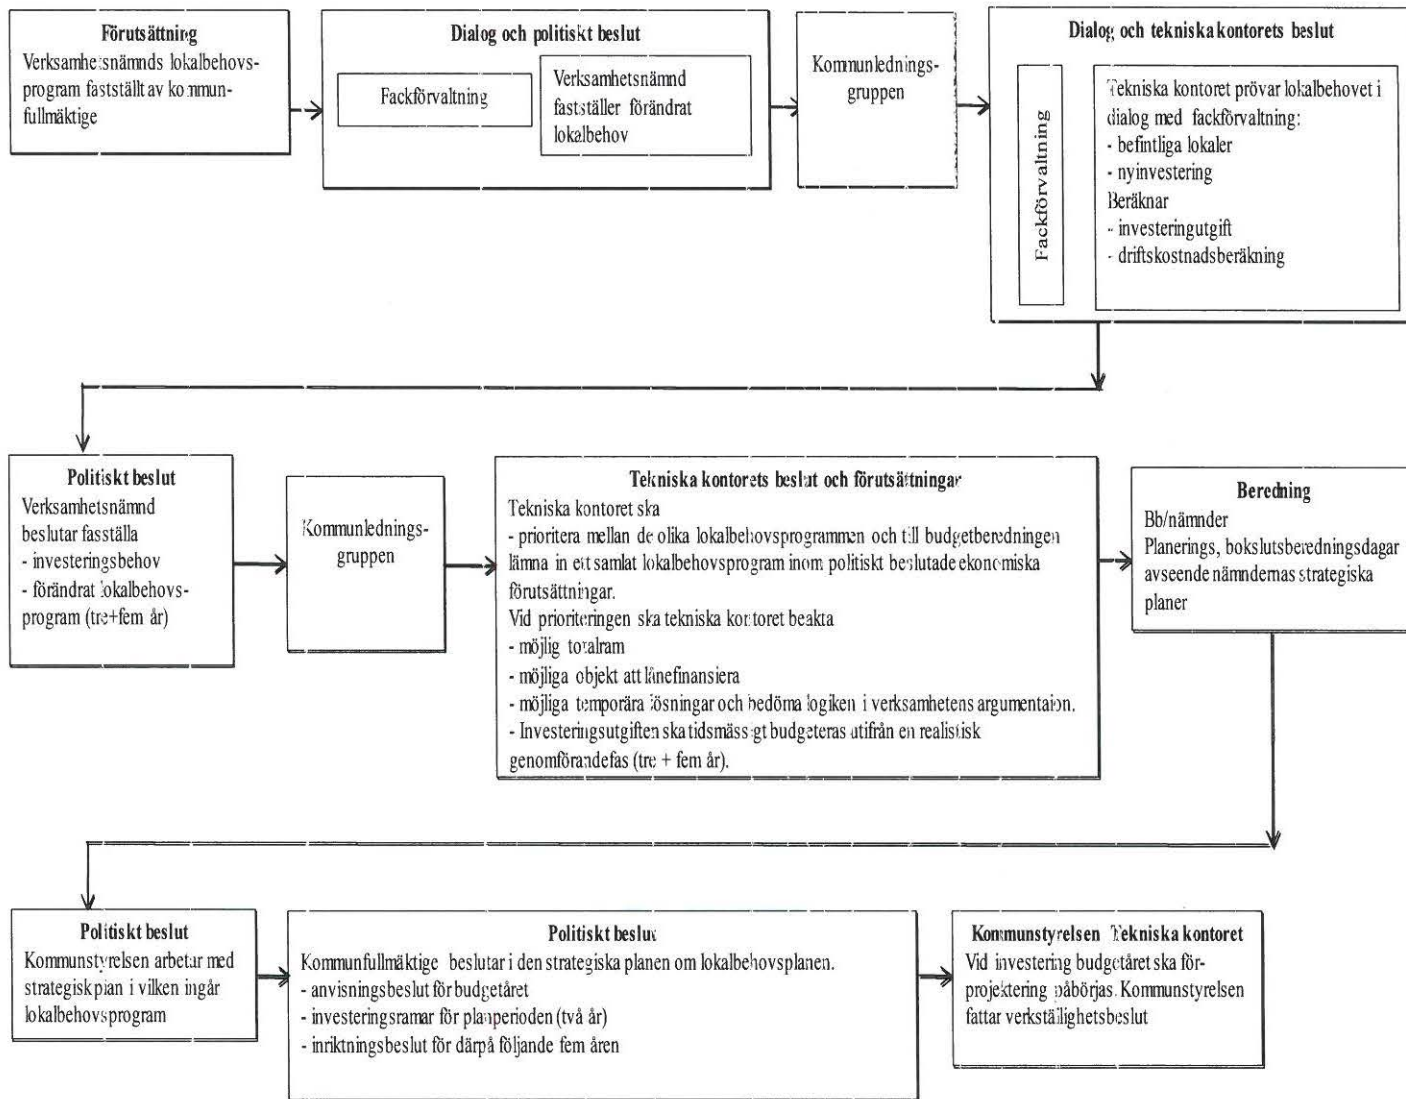 Förutsättning
Verksamhetsnämnds lokalbehovs-
program fastställt av kommun-
fullmäktige
Dialog och politiskt beslut
Fackförvaltning
Verksamhetsnämnd
fastställer förändrat
lokalbehov
Kommunlednings-
gruppen
Dialog och tekniska kontorets beslut
Fackförvaltning
Tekniska kontoret prövar lokalbehovet i
dialog med fackförvaltning:
- befintliga lokaler
- nyinvestering
Beräknar
- investeringutgift
- driftskostnadsberäkning
Politiskt beslut
Verksamhetsnämnd
beslutar fasställa
- investeringsbehov
- förändrat lokalbehovs-
program (tre+fem år)
Kommunlednings-
gruppen
Tekniska kontorets beslut och förutsättningar
Tekniska kontoret ska
- prioritera mellan de olika lokalbehovsprogrammen och till budgetberedningen
lämna in ett samlat lokalbehovsprogram inom politiskt beslutade ekonomiska
förutsättningar.
Vid prioriteringen ska tekniska kontoret beakta
- möjlig totalram
- möjliga objekt att lånefinansiera
- möjliga temporära lösningar och bedöma logiken i verksamhetens argumentaion.
- Investeringsutgiften ska tidsmässigt budgeteras utifrån en realistisk
genomförandefas (tre + fem år).
Beredning
Bb/nämnder
Planerings, bokslutsberedningsdagar
avseende nämndernas strategiska
planer
Politiskt beslut
Kommunstyrelsen arbetar med
strategisk plan i vilken ingår
lokalbehovsprogram
Politiskt beslut
Kommunfullmäktige beslutar i den strategiska planen om lokalbehovsplanen.
- anvisningsbeslut för budgetåret
- investeringsramar för planperioden (två år)
- inriktningsbeslut för därpå följande fem åren
Kommunstyrelsen Tekniska kontoret
Vid investering budgetåret ska för-
projektering påbörjas. Kommunstyrelsen
fattar verkställighetsbeslut